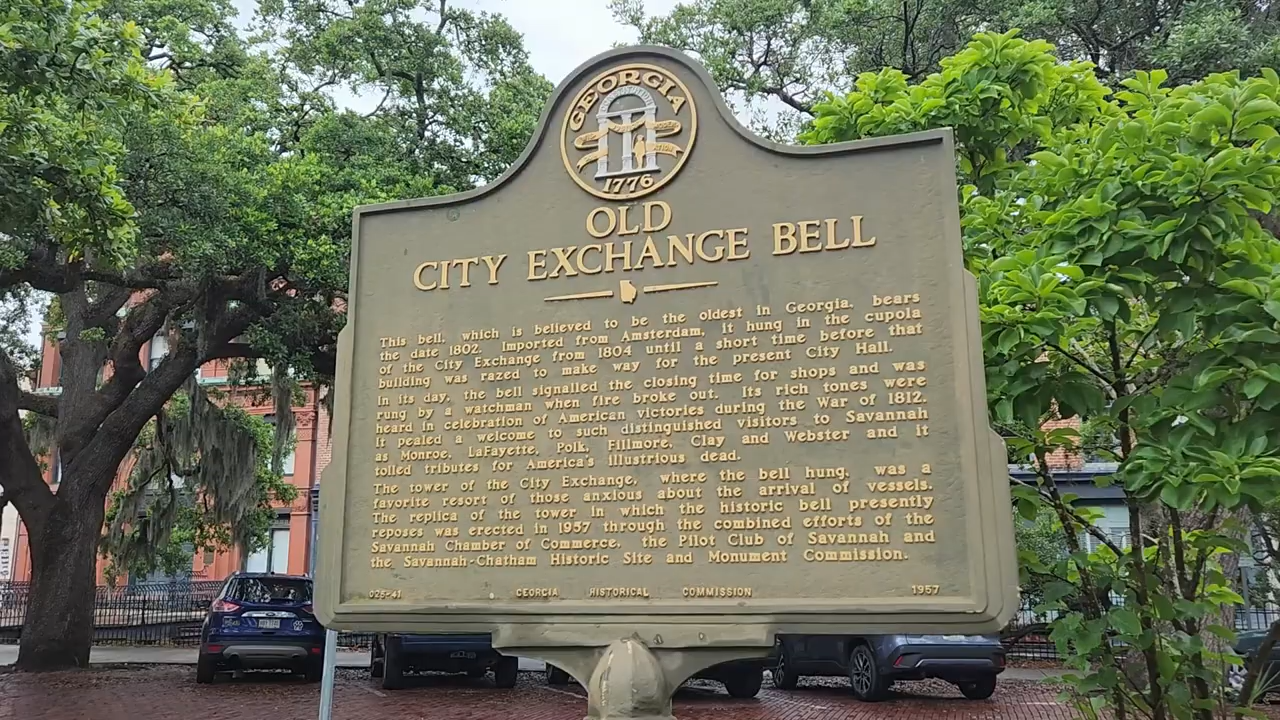 GEORGIA
1776
OLD
CITY EXCHANGE BELL
This bell, which is believed to be the oldest in Georgia, bears
the date 1802. Imported from Amsterdam, it hung in the cupola
of the City Exchange from 1804 until a short time before that
building was razed to make way for the present City Hall.
In its day, the bell signalled the closing time for shops and was
rung by a watchman when fire broke out. Its rich tones were
heard in celebration of American victories during the War of 1812.
It pealed a welcome to such distinguished visitors to Savannah
as Monroe, LaFayette, Polk, Fillmore, Clay and Webster and it
tolled tributes for America's illustrious dead.
The tower of the City Exchange, where the bell hung, was a
favorite resort of those anxious about the arrival of vessels.
The replica of the tower in which the historic bell presently
reposes was erected in 1957 through the combined efforts of the
Savannah Chamber of Commerce, the Pilot Club of Savannah and
the Savannah-Chatham Historic Site and Monument Commission.
025-41 GEORGIA HISTORICAL COMMISSION 1957